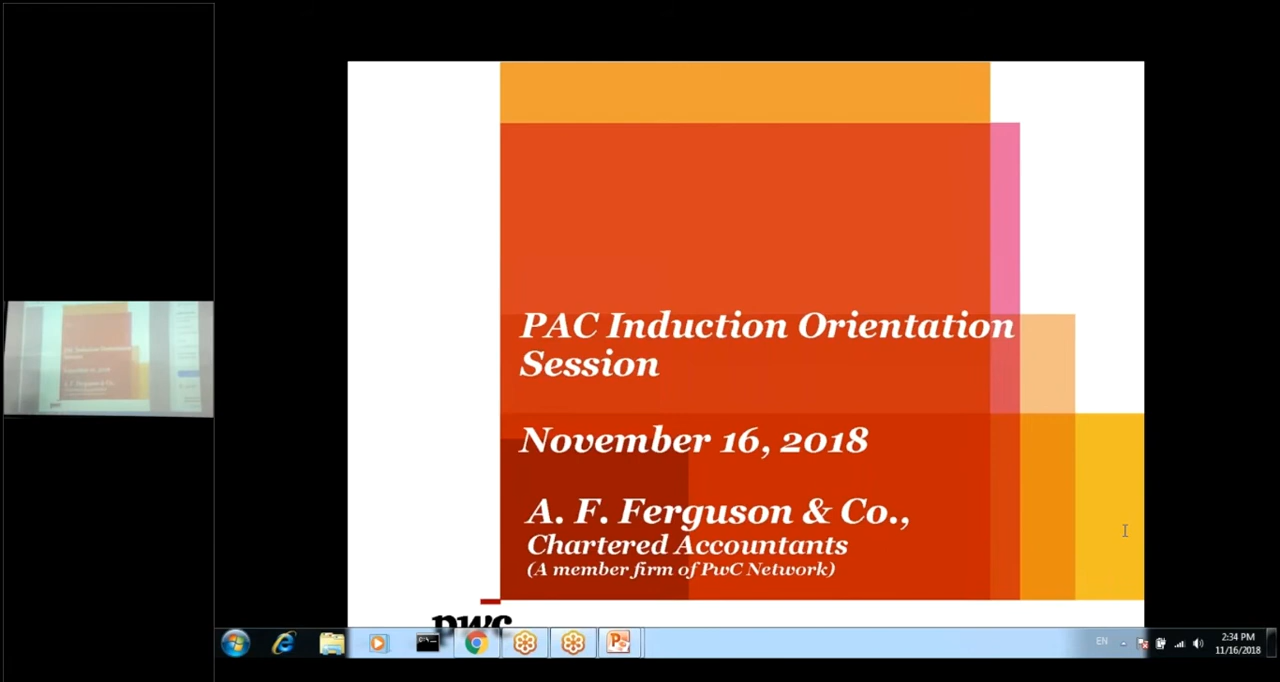 PAC Induction Orientation
Session
November 16, 2018
A. F. Ferguson & Co.,
Chartered Accountants
(A member firm of PwC Network)
pwc
EN
2:34 PM
11/16/2018